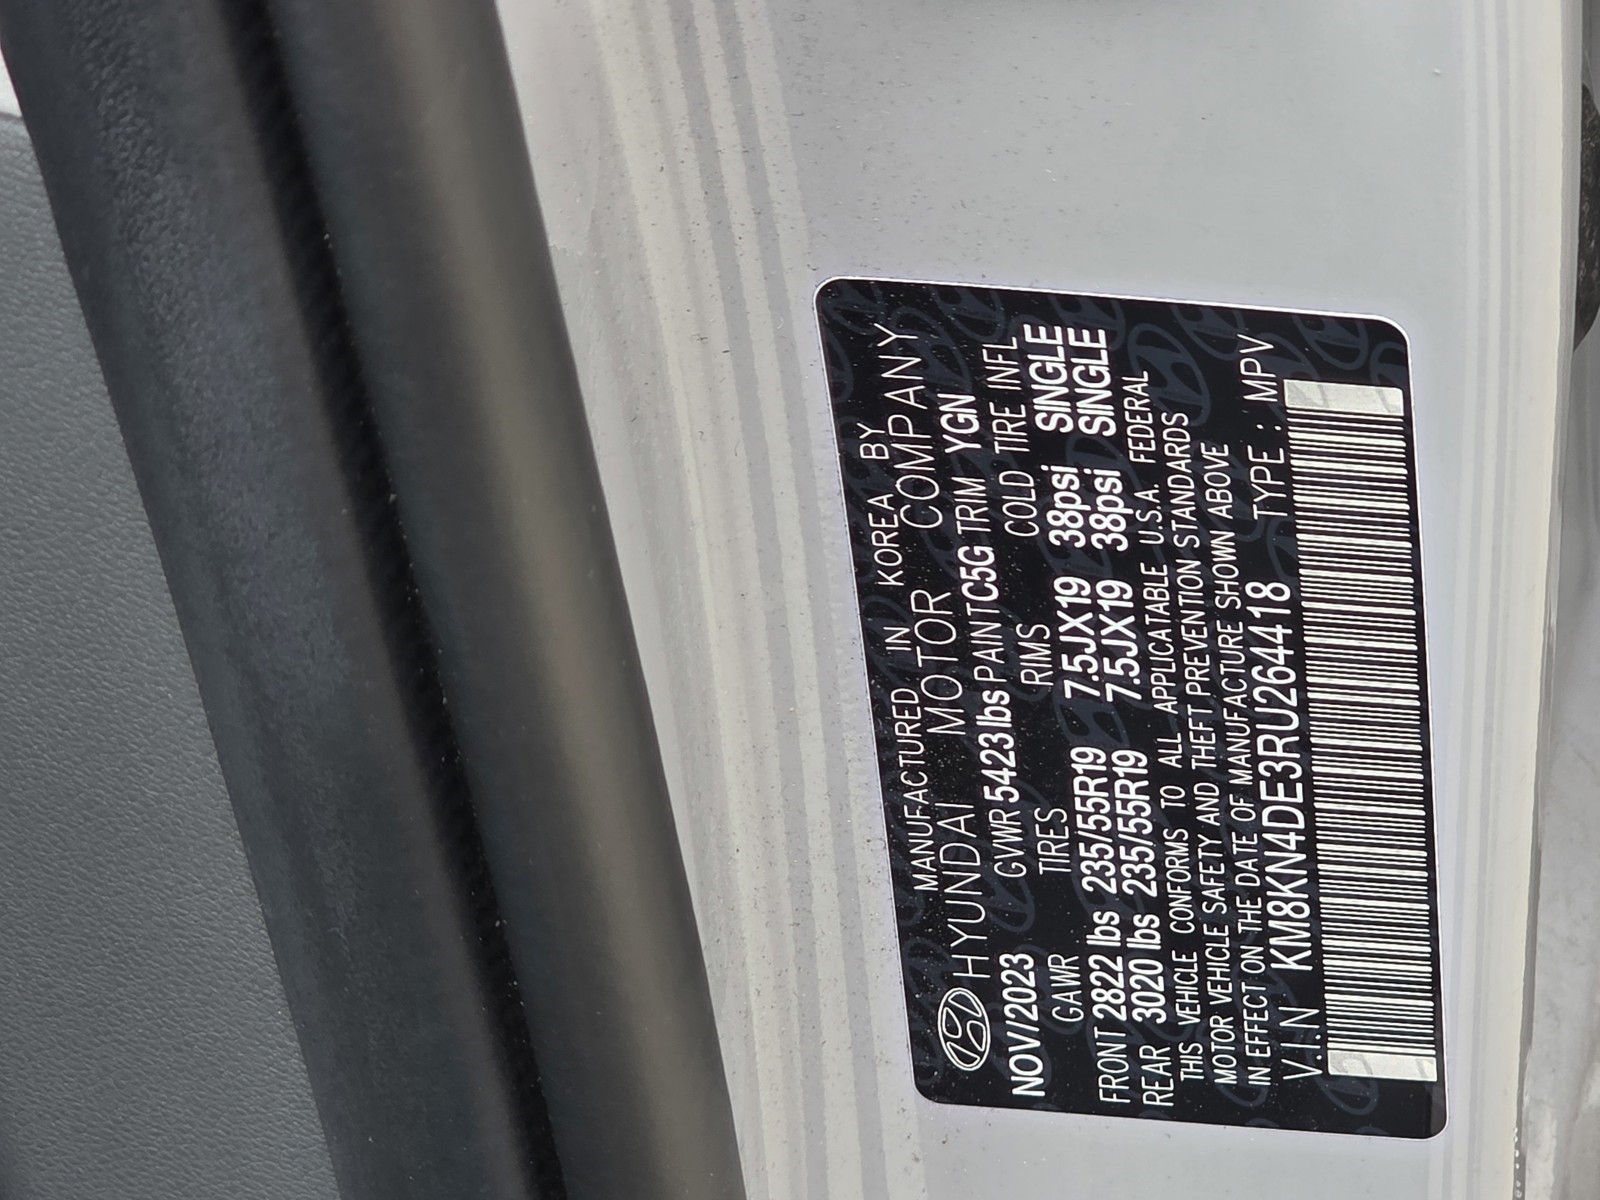 MANUFACTURED IN KOREA BY
HYUNDAI MOTOR COMPANY
NOV/2023 GVWR 5423 lbs PAINT C5G TRIM YGN
GAWR TIRES RIMS COLD TIRE INFL
FRONT 2822 lbs 235/55R19 7.5JX19 38psi SINGLE
REAR 3020 lbs 235/55R19 7.5JX19 38psi SINGLE
THIS VEHICLE CONFORMS TO ALL APPLICATABLE U.S.A. FEDERAL
MOTOR VEHICLE SAFETY AND THEFT PREVENTION STANDARDS
IN EFFECT ON THE DATE OF MANUFACTURE SHOWN ABOVE
V.I.N KM8KN4DE3RU264418 TYPE : MPV